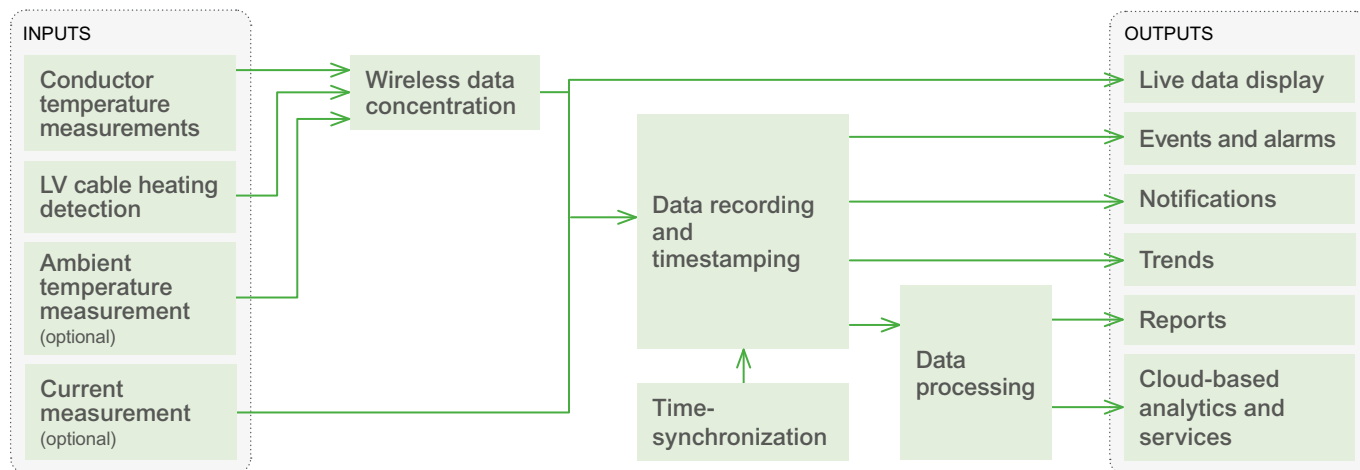 INPUTS
Conductor
temperature
measurements
LV cable heating
detection
Ambient
temperature
measurement
(optional)
Current
measurement
(optional)
Wireless data
concentration
Data recording
and
timestamping
Time-
synchronization
Data
processing
OUTPUTS
Live data display
Events and alarms
Notifications
Trends
Reports
Cloud-based
analytics and
services